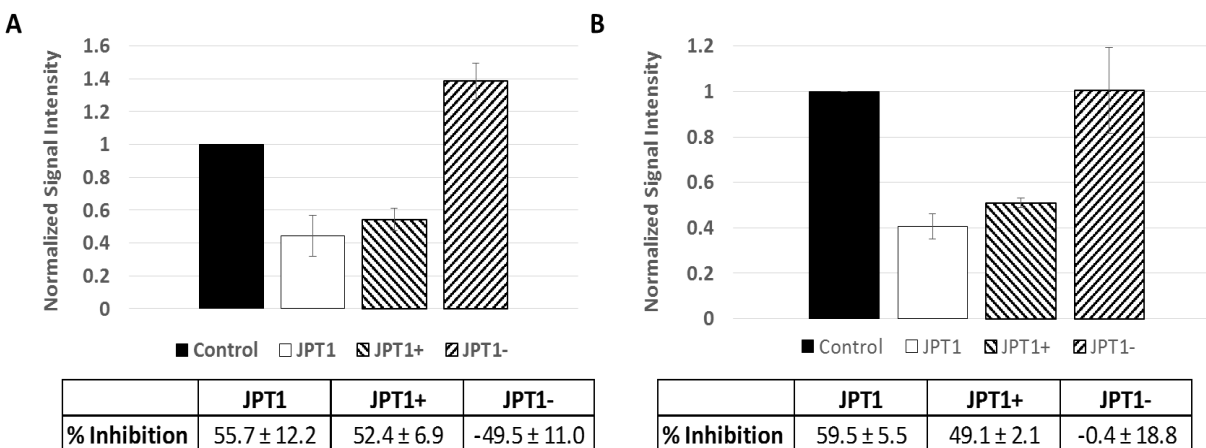 A
Normalized Signal Intensity
1.6
1.4
1.2
1
0.8
0.6
0.4
0.2
0
Control JPT1 JPT1+ JPT1-
JPT1 JPT1+ JPT1-
% Inhibition 55.7 ± 12.2 52.4 ± 6.9 -49.5 ± 11.0
B
Normalized Signal Intensity
1.2
1
0.8
0.6
0.4
0.2
0
Control JPT1 JPT1+ JPT1-
JPT1 JPT1+ JPT1-
% Inhibition 59.5 ± 5.5 49.1 ± 2.1 -0.4 ± 18.8